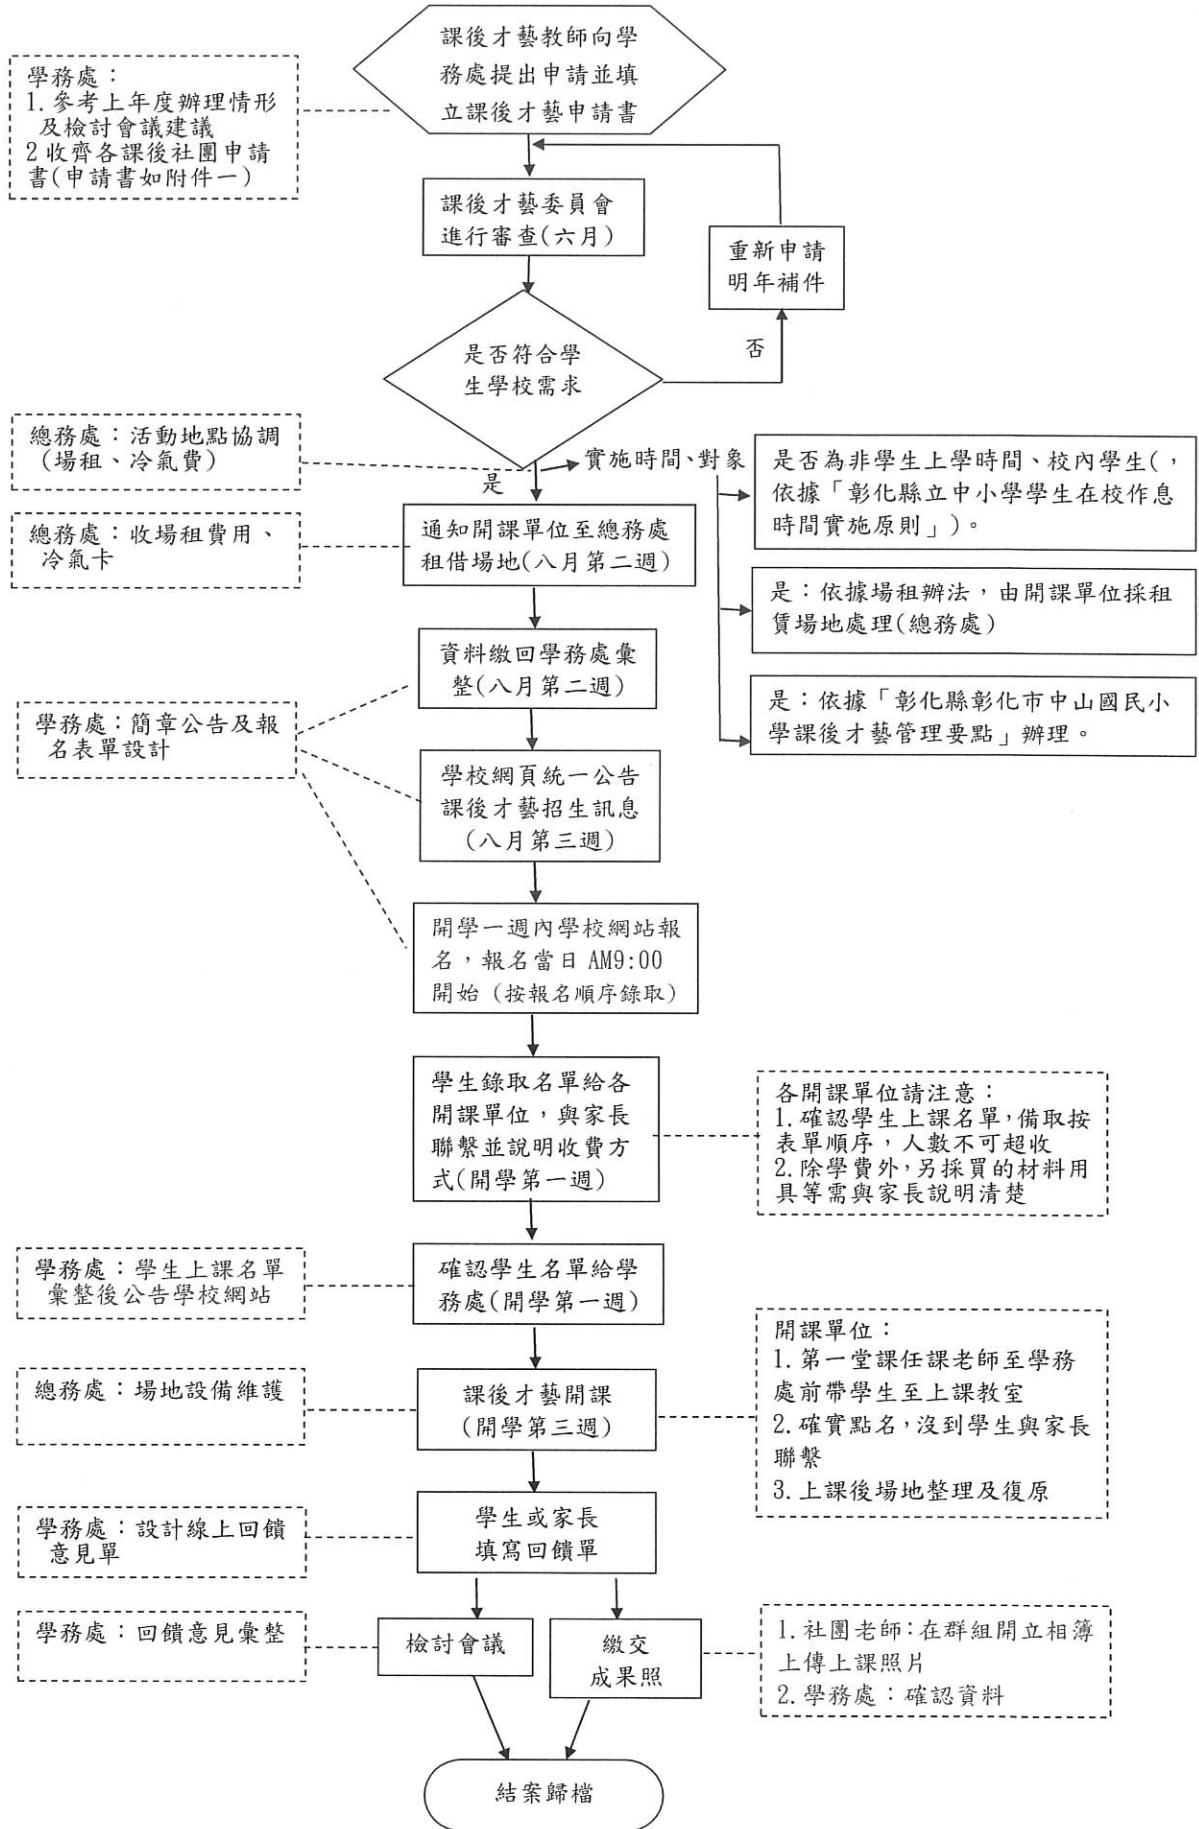 課後才藝教師向學
務處提出申請並填
立課後才藝申請書
學務處：
1.參考上年度辦理情形
及檢討會議建議
2收齊各課後社團申請
書(申請書如附件一)
課後才藝委員會
進行審查(六月)
重新申請
明年補件
是否符合學
生學校需求
否
總務處：活動地點協調
(場租、冷氣費)
是
實施時間、對象
是否為非學生上學時間、校內學生(，
依據「彰化縣立中小學學生在校作息
時間實施原則」)。
總務處：收場租費用、
冷氣卡
通知開課單位至總務處
租借場地(八月第二週)
是：依據場租辦法，由開課單位採租
賃場地處理(總務處)
資料繳回學務處彙
整(八月第二週)
是：依據「彰化縣彰化市中山國民小
學課後才藝管理要點」辦理。
學務處：簡章公告及報
名表單設計
學校網頁統一公告
課後才藝招生訊息
(八月第三週)
開學一週內學校網站報
名，報名當日 AM9:00
開始 (按報名順序錄取)
學生錄取名單給各
開課單位，與家長
聯繫並說明收費方
式(開學第一週)
各開課單位請注意：
1.確認學生上課名單,備取按
表單順序，人數不可超收
2.除學費外,另採買的材料用
具等需與家長說明清楚
學務處：學生上課名單
彙整後公告學校網站
確認學生名單給學
務處(開學第一週)
開課單位：
1.第一堂課任課老師至學務
處前帶學生至上課教室
2.確實點名,沒到學生與家長
聯繫
3.上課後場地整理及復原
總務處：場地設備維護
課後才藝開課
(開學第三週)
學務處：設計線上回饋
意見單
學生或家長
填寫回饋單
學務處：回饋意見彙整
檢討會議
繳交
成果照
1.社團老師:在群組開立相簿
上傳上課照片
2.學務處：確認資料
結案歸檔